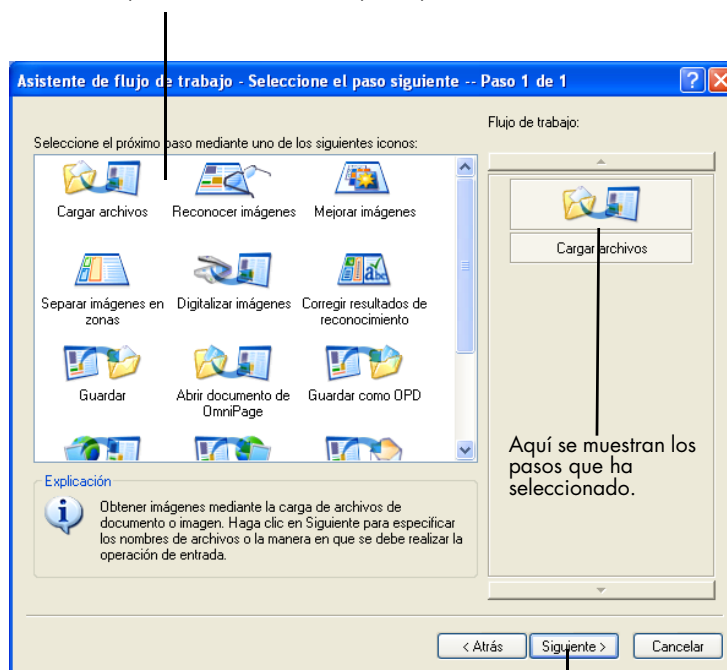 Asistente de flujo de trabajo - Seleccione el paso siguiente -- Paso 1 de 1
Flujo de trabajo:
Seleccione el próximo paso mediante uno de los siguientes iconos:
Cargar archivos
Reconocer imágenes
Mejorar imágenes
Cargar archivos
Separar imágenes en
zonas
Digitalizar imágenes
Corregir resultados de
reconocimiento
Guardar
Abrir documento de
OmniPage
Guardar como OPD
Aquí se muestran los
pasos que ha
seleccionado.
Explicación
Obtener imágenes mediante la carga de archivos de
documento o imagen. Haga clic en Siguiente para especificar
los nombres de archivos o la manera en que se debe realizar la
operación de entrada.
< Atrás
Siguiente >
Cancelar